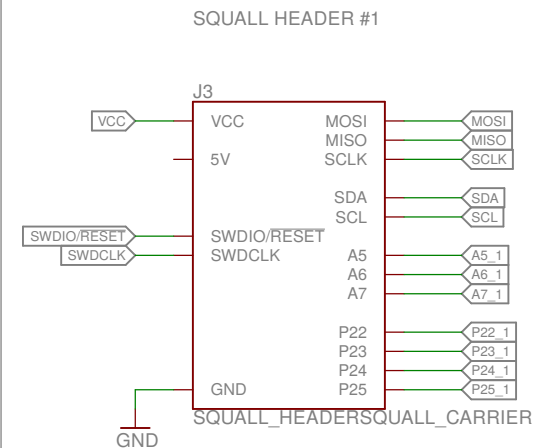 SQUALL HEADER #1
J3
VCC VCC MOSI MOSI
MISO MISO
5V SCLK SCLK
SDA SDA
SCL SCL
SWDIO/RESET SWDIO/RESET
SWDCLK SWDCLK A5 A5_1
A6 A6_1
A7 A7_1
P22 P22_1
P23 P23_1
P24 P24_1
GND P25 P25_1
SQUALL_HEADERSQUALL_CARRIER
GND